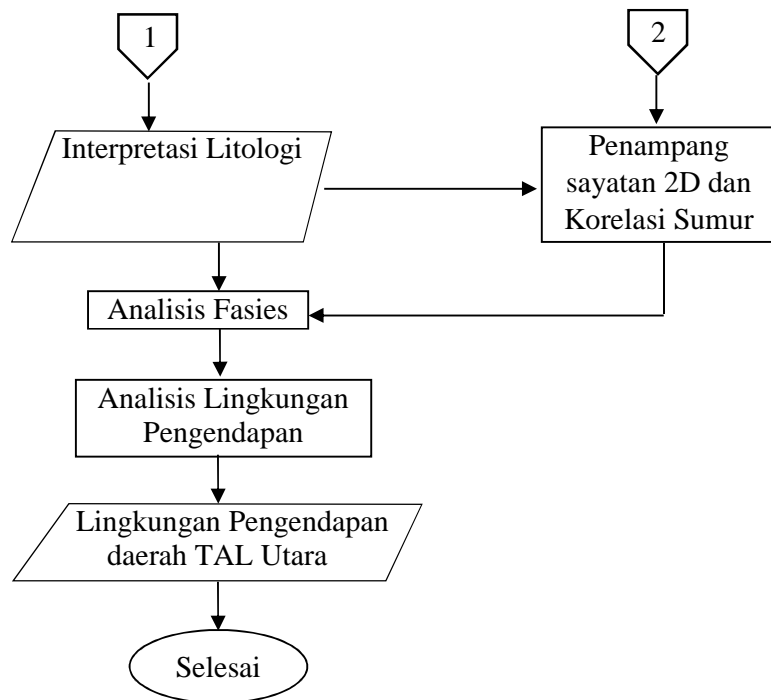 1
2
Interpretasi Litologi
Penampang
sayatan 2D dan
Korelasi Sumur
Analisis Fasies
Analisis Lingkungan
Pengendapan
Lingkungan Pengendapan
daerah TAL Utara
Selesai